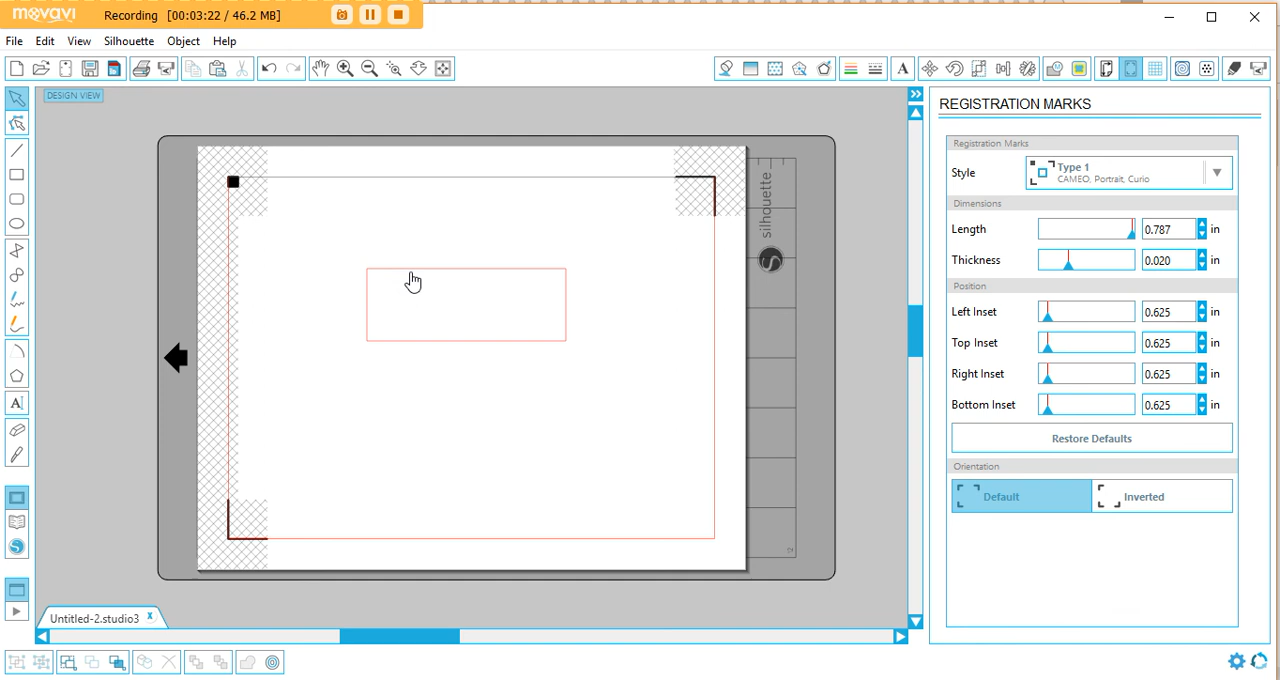 movavi Recording [00:03:22 / 46.2 MB]
File Edit View Silhouette Object Help
DESIGN VIEW
REGISTRATION MARKS
Registration Marks
Style
Type 1
CAMEO, Portrait, Curio
Dimensions
Length 0.787 in
Thickness 0.020 in
Position
Left Inset 0.625 in
Top Inset 0.625 in
Right Inset 0.625 in
Bottom Inset 0.625 in
Restore Defaults
Orientation
Default Inverted
silhouette
Untitled-2.studio3 x